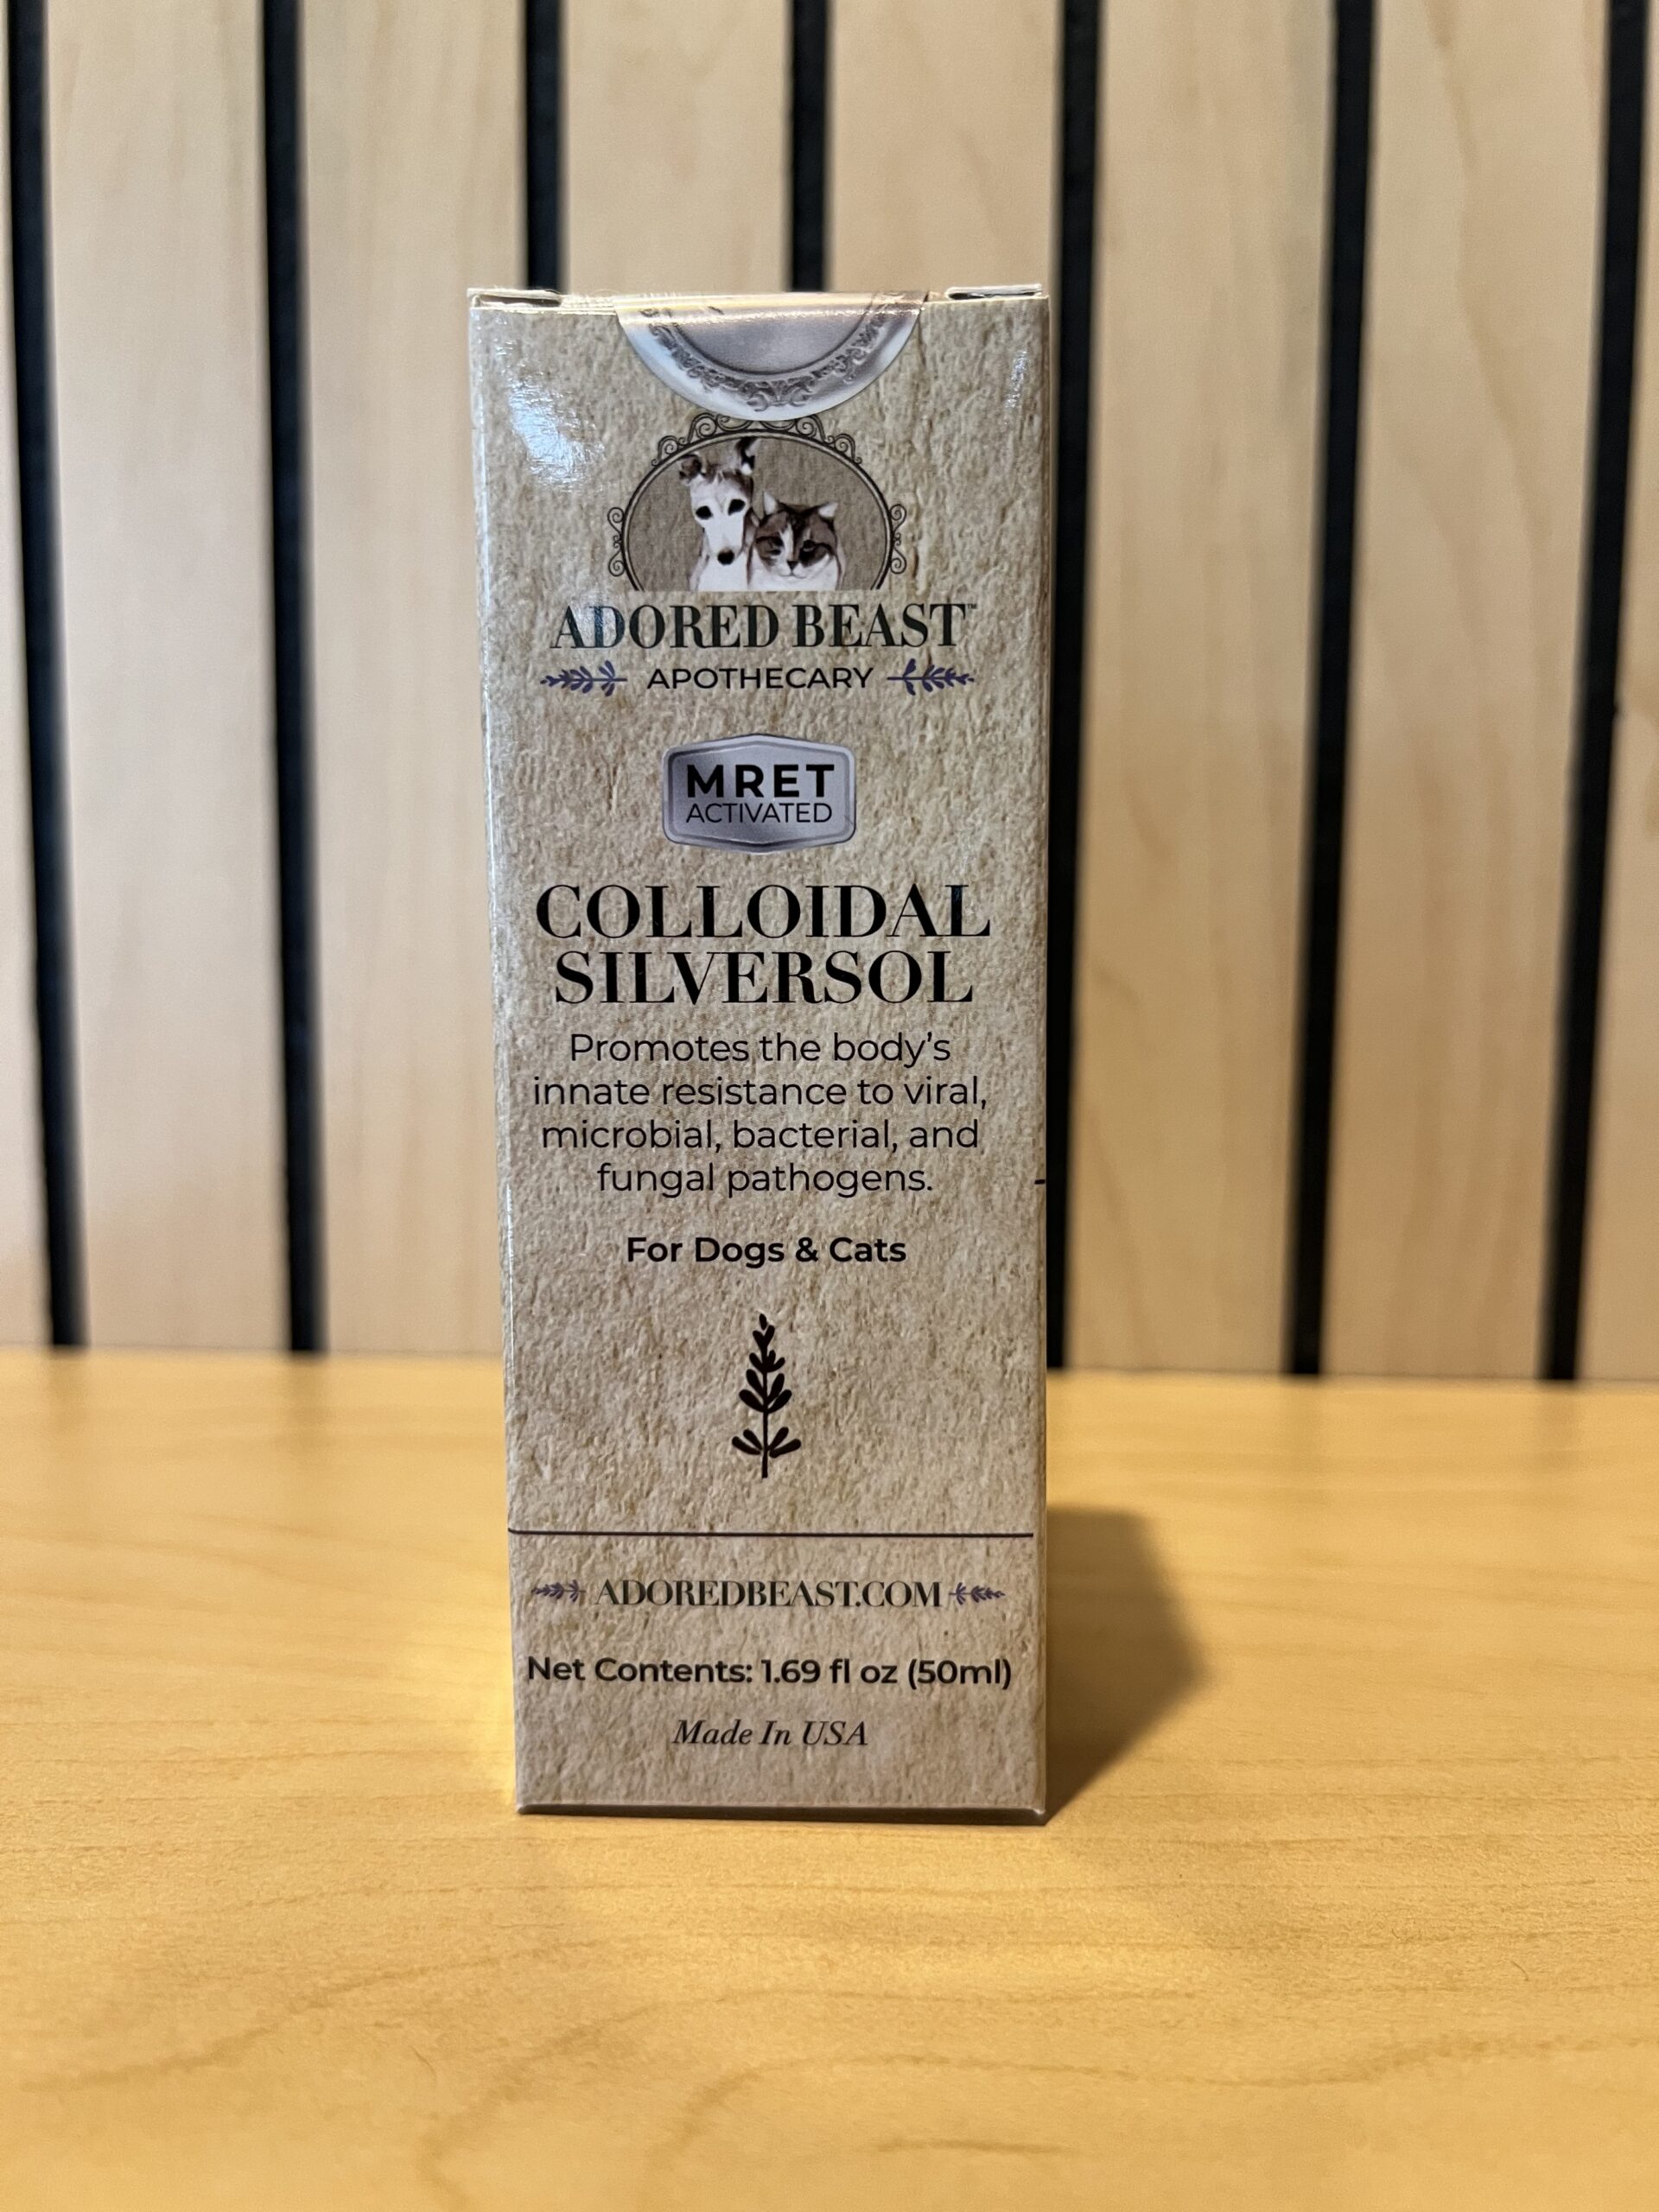 ADORED BEAST™
APOTHECARY
MRET
ACTIVATED
COLLOIDAL
SILVERSOL
Promotes the body's
innate resistance to viral,
microbial, bacterial, and
fungal pathogens.
For Dogs & Cats
ADOREDBEAST.COM
Net Contents: 1.69 fl oz (50ml)
Made In USA